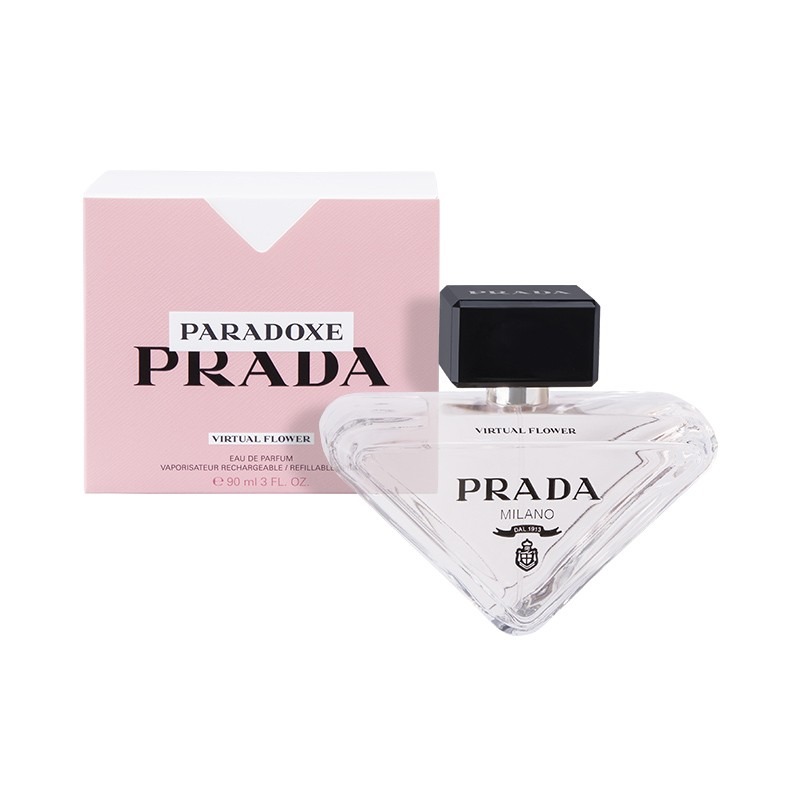 PARADOXE
PRADA
VIRTUAL FLOWER
EAU DE PARFUM
VAPORISATEUR RECHARGEABLE / REFILLABLE
℮ 90 ml 3 FL. OZ.
PRADA
VIRTUAL FLOWER
PRADA
MILANO
DAL 1913